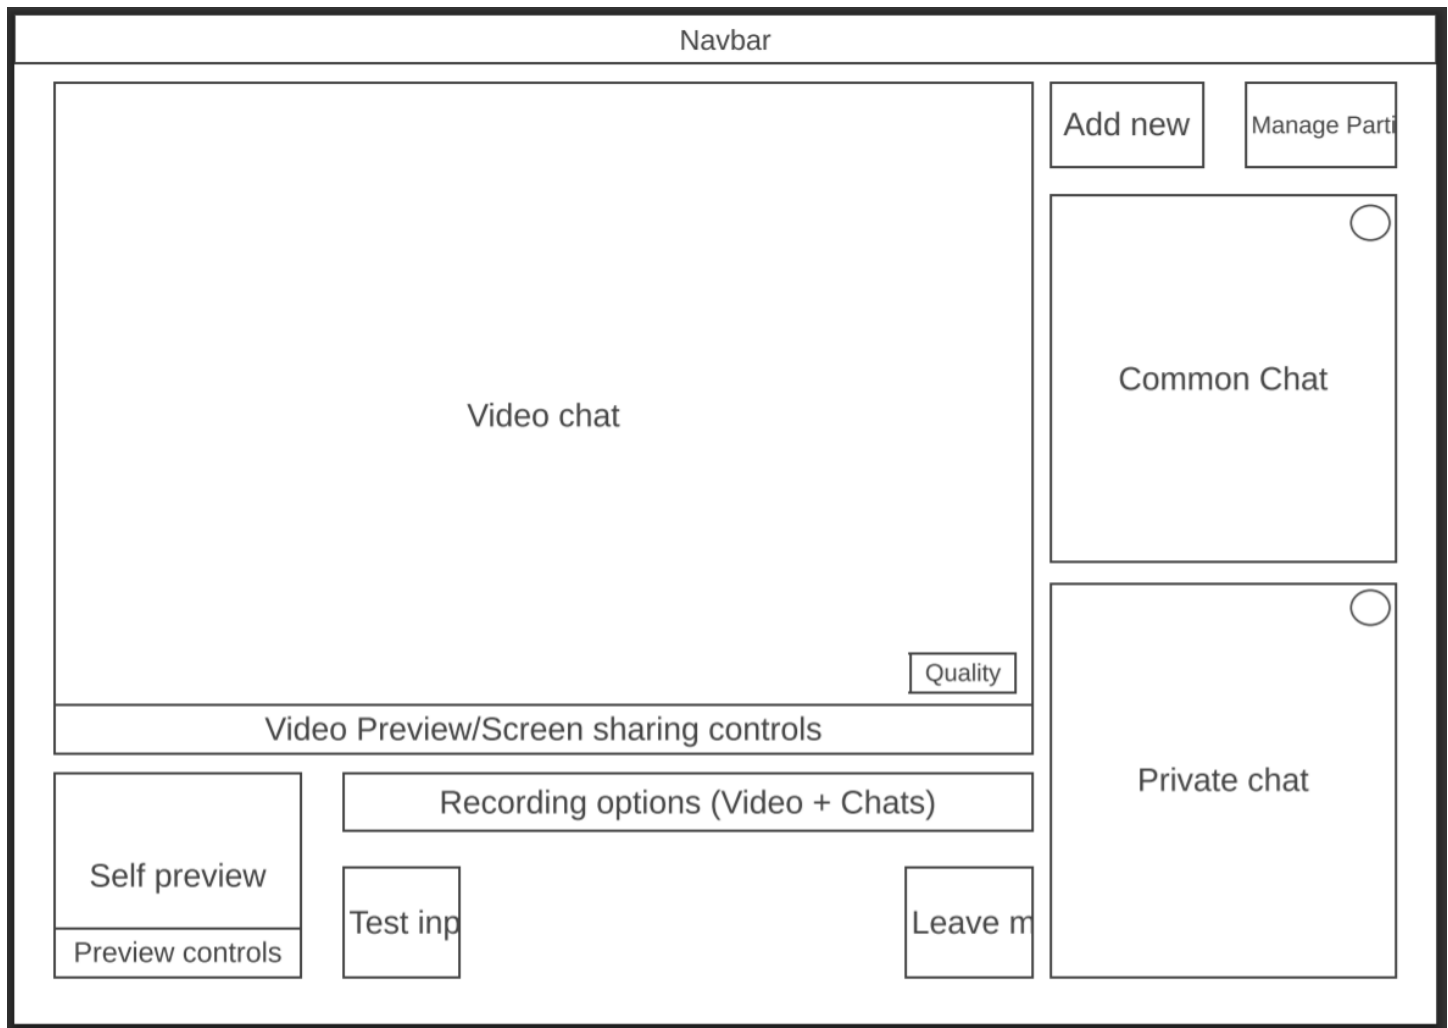 Navbar
Add new
Manage Parti
Common Chat
Video chat
Quality
Video Preview/Screen sharing controls
Recording options (Video + Chats)
Private chat
Self preview
Preview controls
Test inp
Leave m